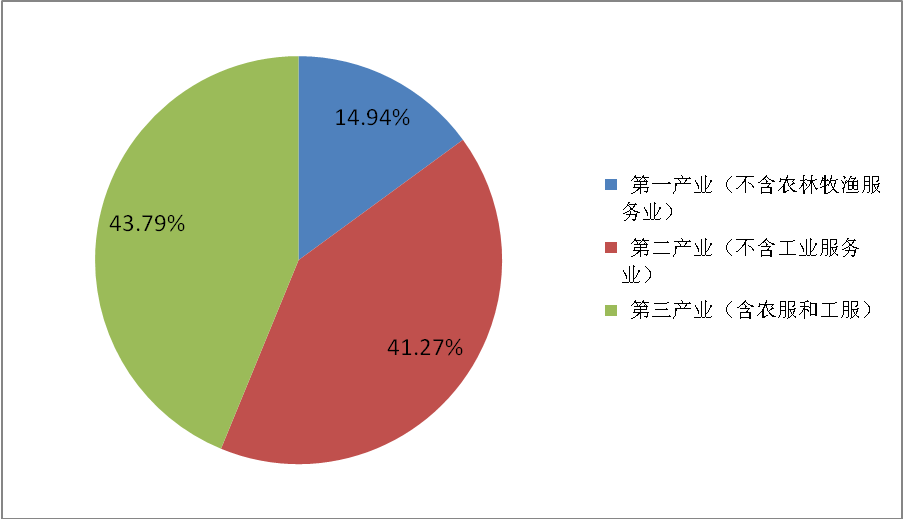 14.94%
43.79%
41.27%
第一产业（不含农林牧渔服
务业）
第二产业（不含工业服务
业）
第三产业（含农服和工服）